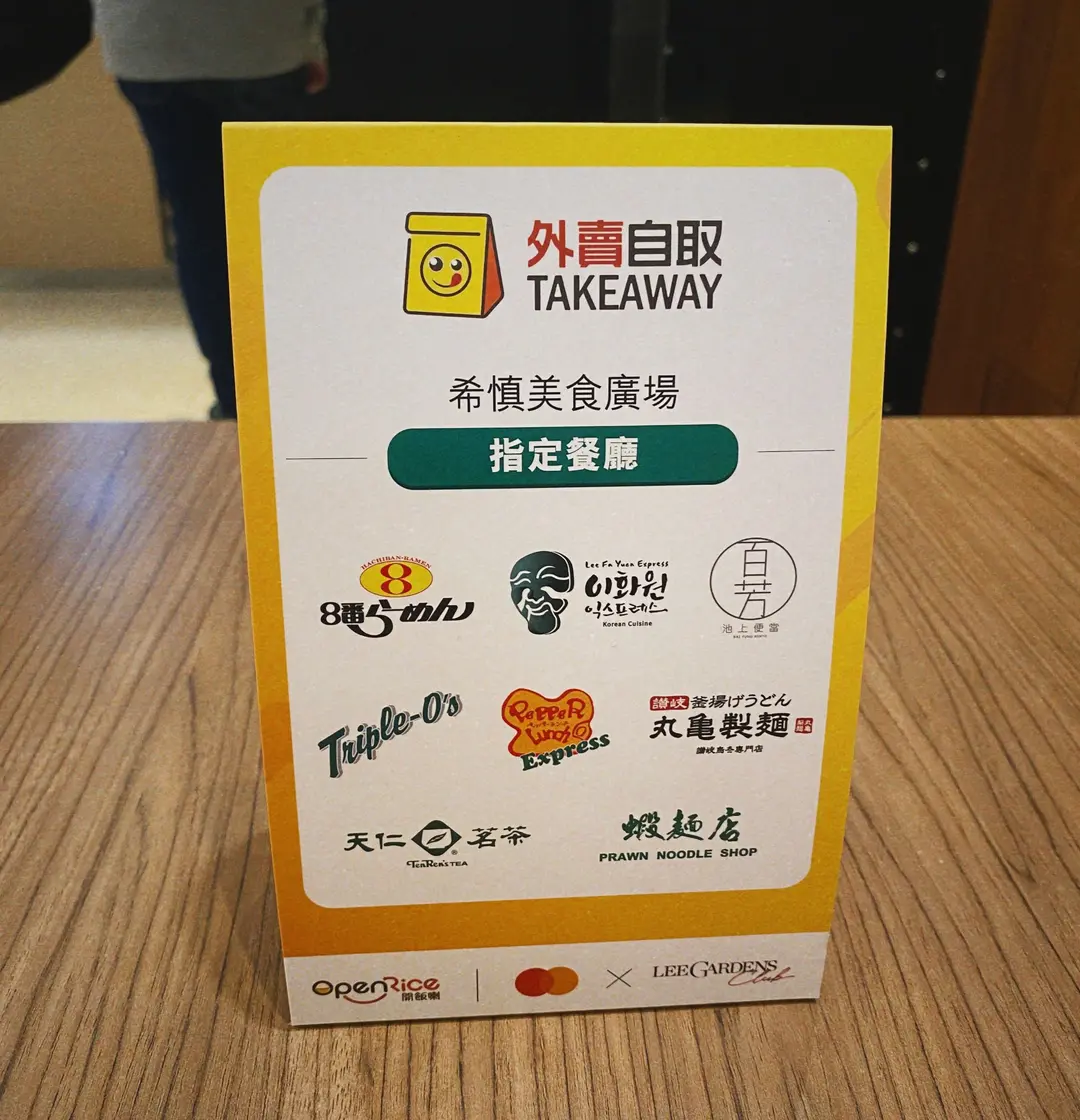 外賣自取
TAKEAWAY
希慎美食廣場
指定餐廳
HACHIBAN-RAMEN
8
8番らーめん
Lee Fa Yuen Express
이화원
익스프레스
Korean Cuisine
百芳
池上便當
Triple-O's
PePPeR
Lunch
Express
讃岐 釜揚げうどん
丸亀製麺
讃岐烏冬専門店
天仁 茗茶
TenRen'sTEA
蝦麵店
PRAWN NOODLE SHOP
OpenRice
開飯喇
LEE GARDENS
Club